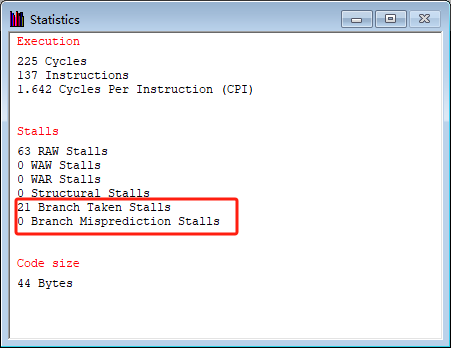 Statistics
Execution
225 Cycles
137 Instructions
1.642 Cycles Per Instruction (CPI)
Stalls
63 RAW Stalls
0 WAW Stalls
0 WAR Stalls
0 Structural Stalls
21 Branch Taken Stalls
0 Branch Misprediction Stalls
Code size
44 Bytes